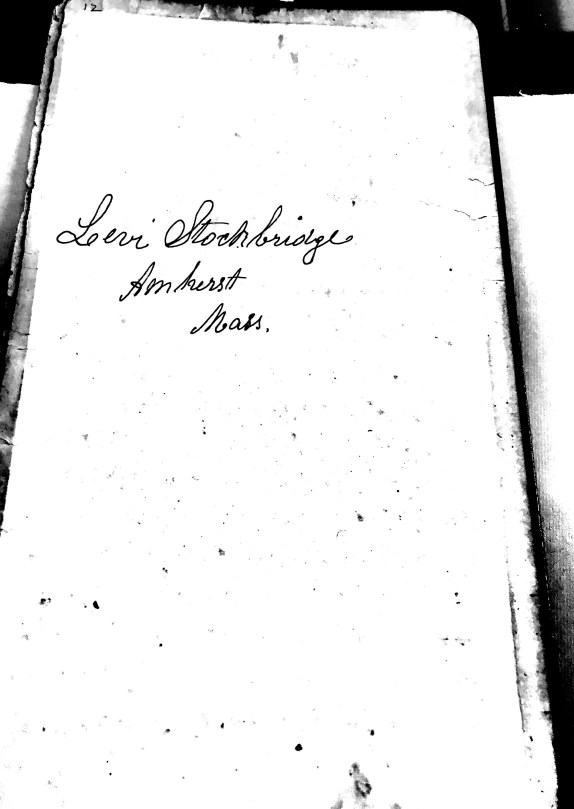 12
Levi Stockbridge
Amherst
Mass.